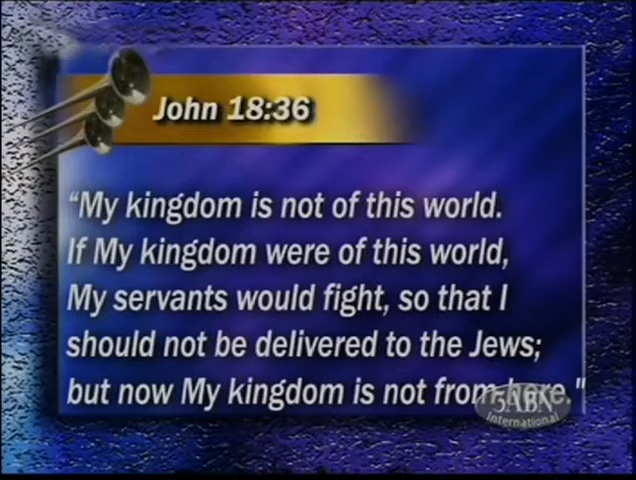 John 18:36
“My kingdom is not of this world.
If My kingdom were of this world,
My servants would fight, so that I
should not be delivered to the Jews;
but now My kingdom is not from here."
3ABN
International